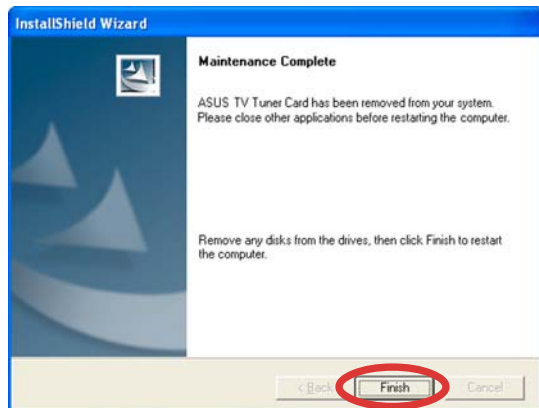 InstallShield Wizard
Maintenance Complete
ASUS TV Tuner Card has been removed from your system.
Please close other applications before restarting the computer.
Remove any disks from the drives, then click Finish to restart
the computer.
< Back
Finish
Cancel